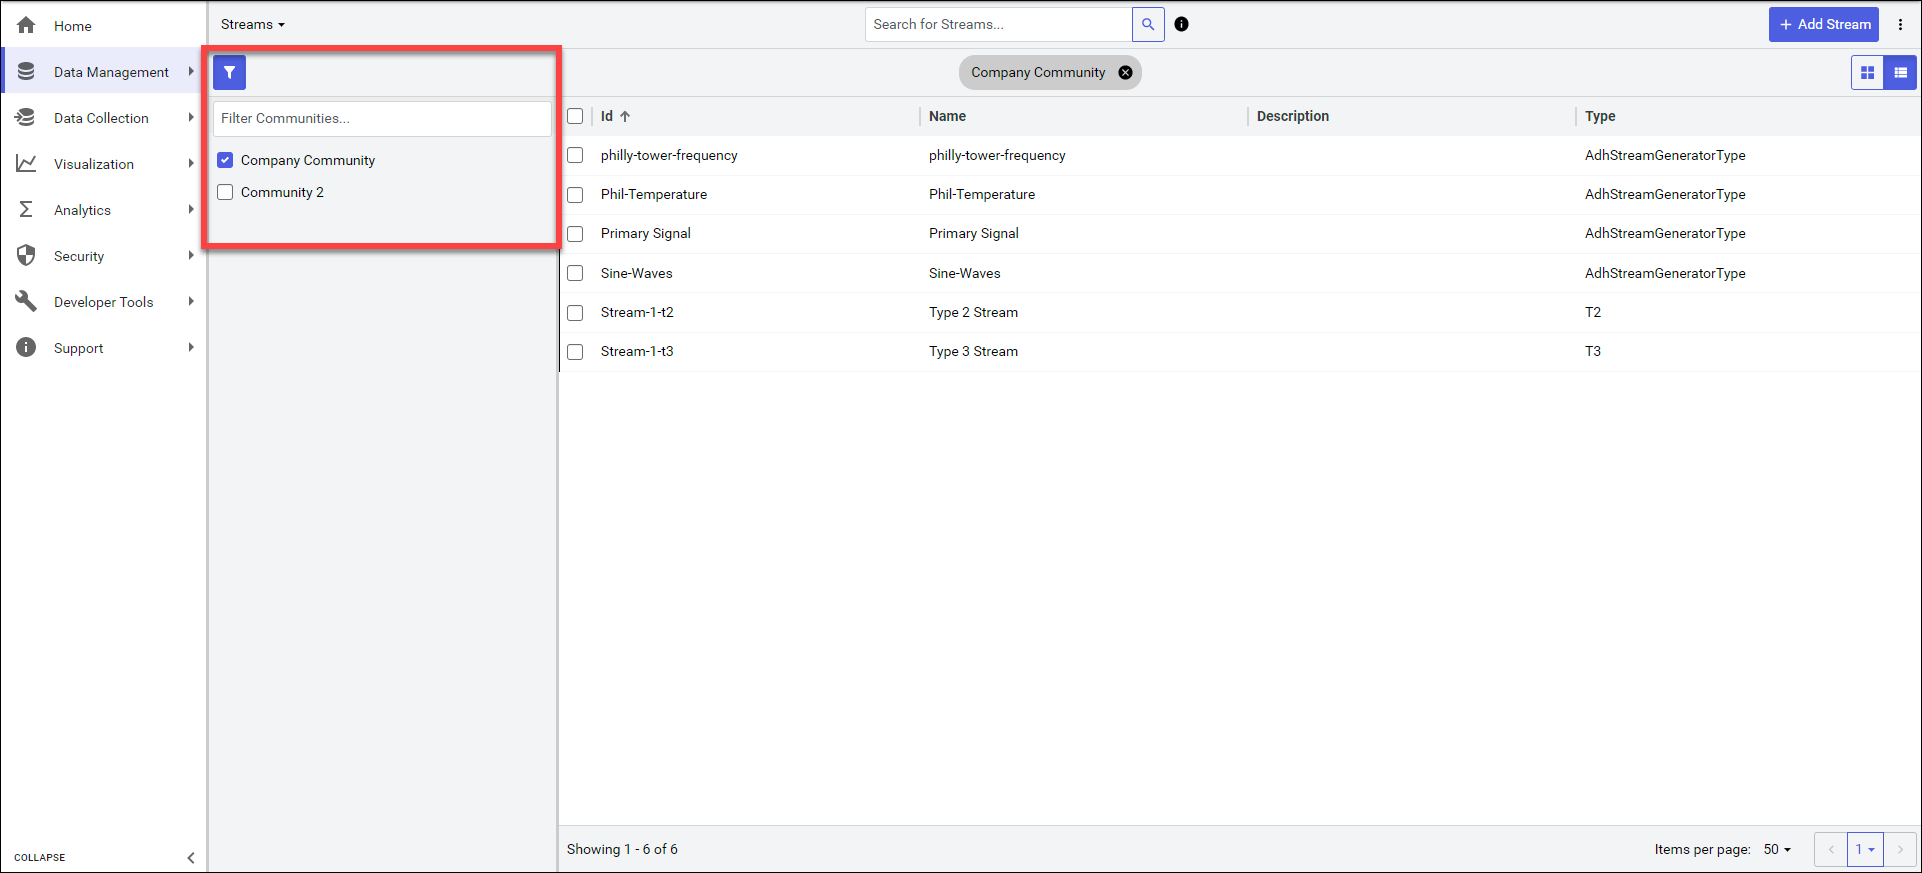 Home
Data Management
Data Collection
Visualization
Analytics
Security
Developer Tools
Support
COLLAPSE
Streams
Search for Streams...
Add Stream
Company Community
Filter Communities...
Company Community
Community 2
Id Name Description Type
philly-tower-frequency philly-tower-frequency AdhStreamGeneratorType
Phil-Temperature Phil-Temperature AdhStreamGeneratorType
Primary Signal Primary Signal AdhStreamGeneratorType
Sine-Waves Sine-Waves AdhStreamGeneratorType
Stream-1-t2 Type 2 Stream T2
Stream-1-t3 Type 3 Stream T3
Showing 1 - 6 of 6 Items per page: 50 1